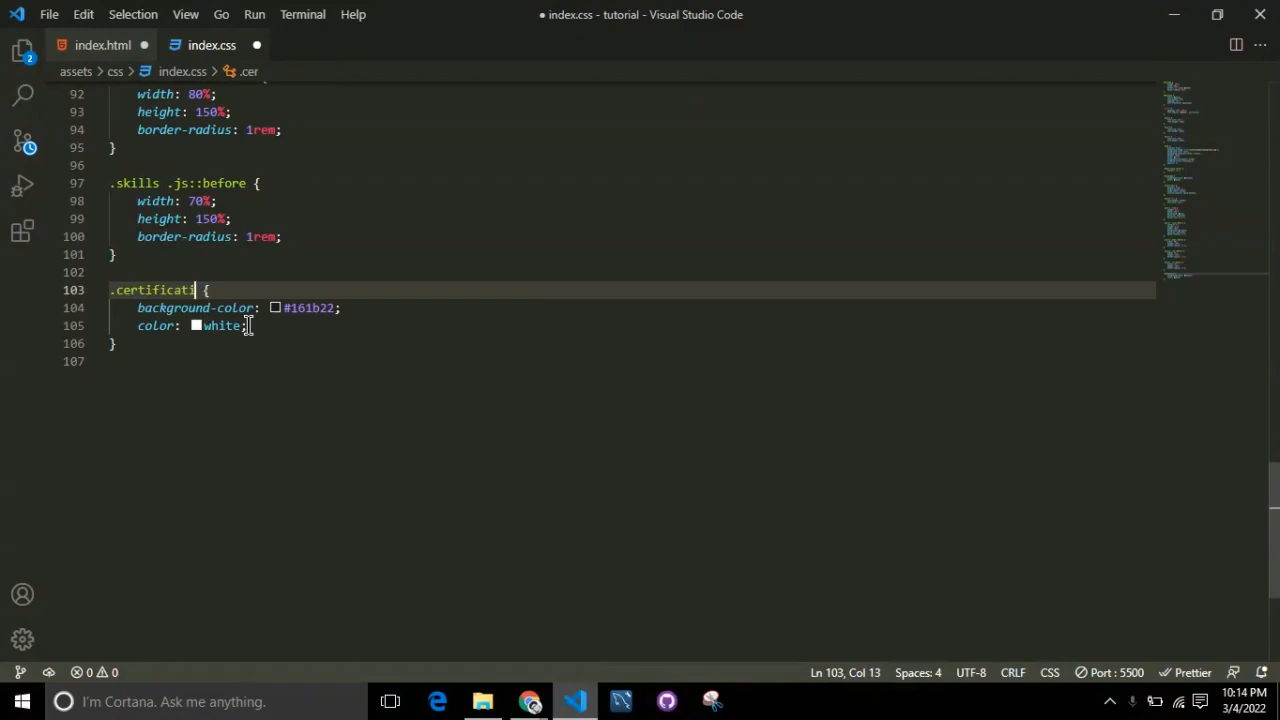 File Edit Selection View Go Run Terminal Help ● index.css - tutorial - Visual Studio Code
index.html index.css
assets > css > index.css > .cer
92 width: 80%;
93 height: 150%;
94 border-radius: 1rem;
95 }
96
97 .skills .js::before {
98 width: 70%;
99 height: 150%;
100 border-radius: 1rem;
101 }
102
103 .certificati {
104 background-color: #161b22;
105 color: white;
106 }
107
2
0 0 Ln 103, Col 13 Spaces: 4 UTF-8 CRLF CSS Port : 5500 Prettier
I'm Cortana. Ask me anything. 10:14 PM
3/4/2022